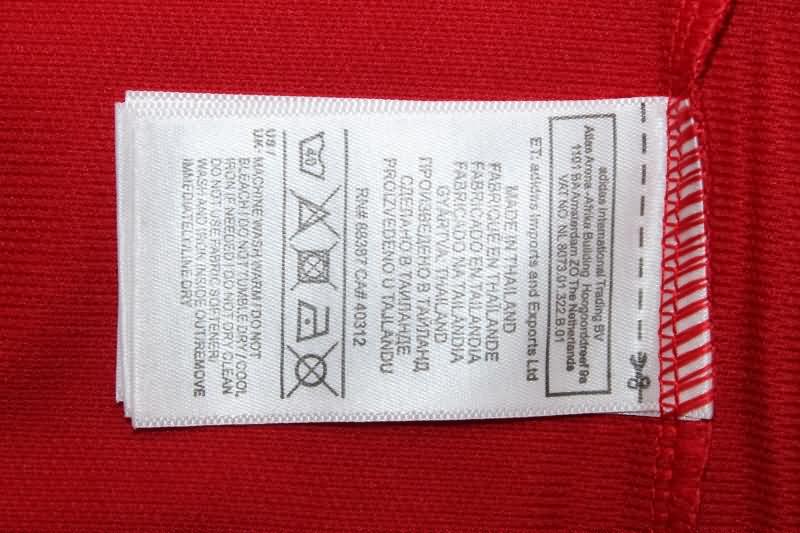 adidas International Trading BV
Atlas Arena-Afrika Building Hoogoorddreef 9a
1101 BA Amsterdam ZO The Netherlands
VAT NO. NL 8073.01.322.B.01
ET: adidas Imports and Exports Ltd
MADE IN THAILAND
FABRIQUÉ EN THAÏLANDE
FABRICADO EN TAILANDIA
FABRICADO NA TAILANDIA
GYÁRTVA: THAILAND
ПРОИЗВЕДЕНО В ТАЙЛАНД
СДЕЛАНО В ТАИЛАНДЕ
PROIZVEDENO U TAJLANDU
RN# 88387 CA# 40312
40
US /
UK: MACHINE WASH WARM / DO NOT
BLEACH / DO NOT TUMBLE DRY / COOL
IRON IF NEEDED / DO NOT DRY CLEAN
DO NOT USE FABRIC SOFTENER;
WASH AND IRON INSIDE OUT; REMOVE
IMMEDIATELY; LINE DRY